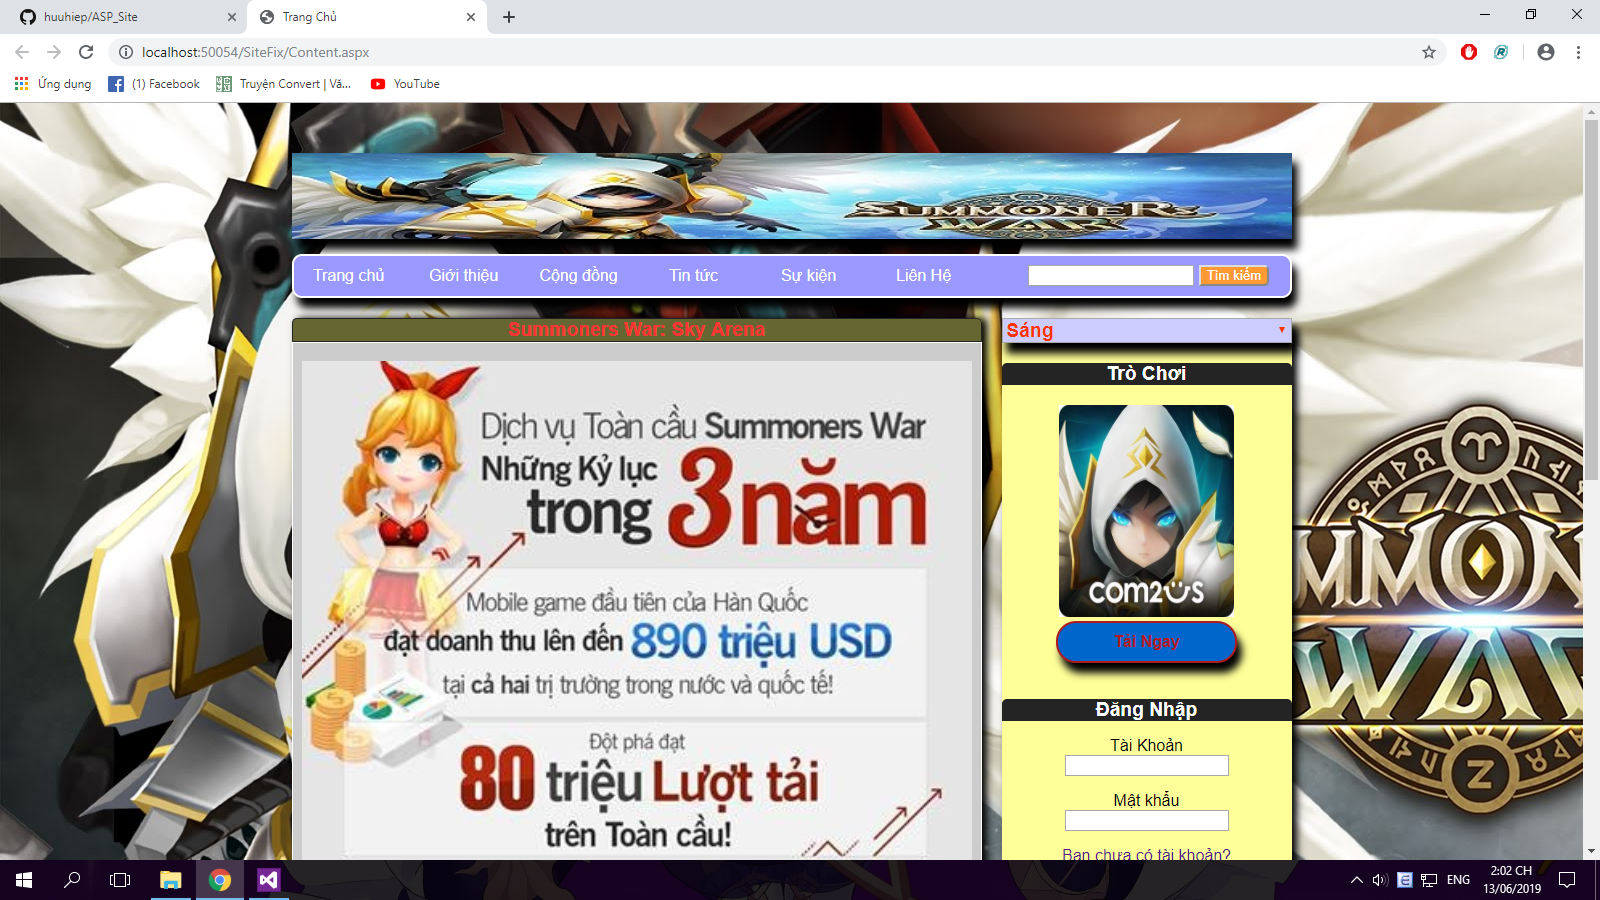 huuhiep/ASP_Site
Trang Chủ
localhost:50054/SiteFix/Content.aspx
Ứng dụng
(1) Facebook
Truyện Convert | Vă...
YouTube
SUMMONERS
WAR
Trang chủ
Giới thiệu
Cộng đồng
Tin tức
Sự kiện
Liên Hệ
Tìm kiếm
Summoners War: Sky Arena
Sáng
Dịch vụ Toàn cầu Summoners War
Những Kỷ lục
trong 3 năm
Mobile game đầu tiên của Hàn Quốc
đạt doanh thu lên đến 890 triệu USD
tại cả hai trị trường trong nước và quốc tế!
Đột phá đạt
80 triệu Lượt tải
trên Toàn cầu!
Trò Chơi
COM2US
Tải Ngay
Đăng Nhập
Tài Khoản
Mật khẩu
Bạn chưa có tài khoản?
ENG
2:02 CH
13/06/2019